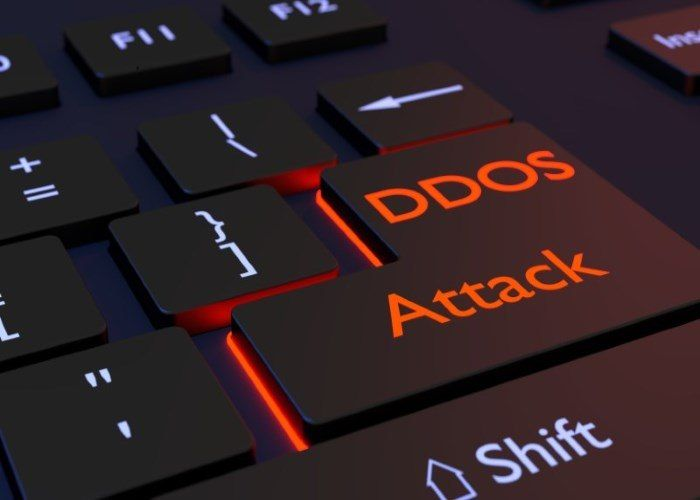 F11
F12
+
=
|
\
}
]
[
"
'
DDOS
Attack
Shift